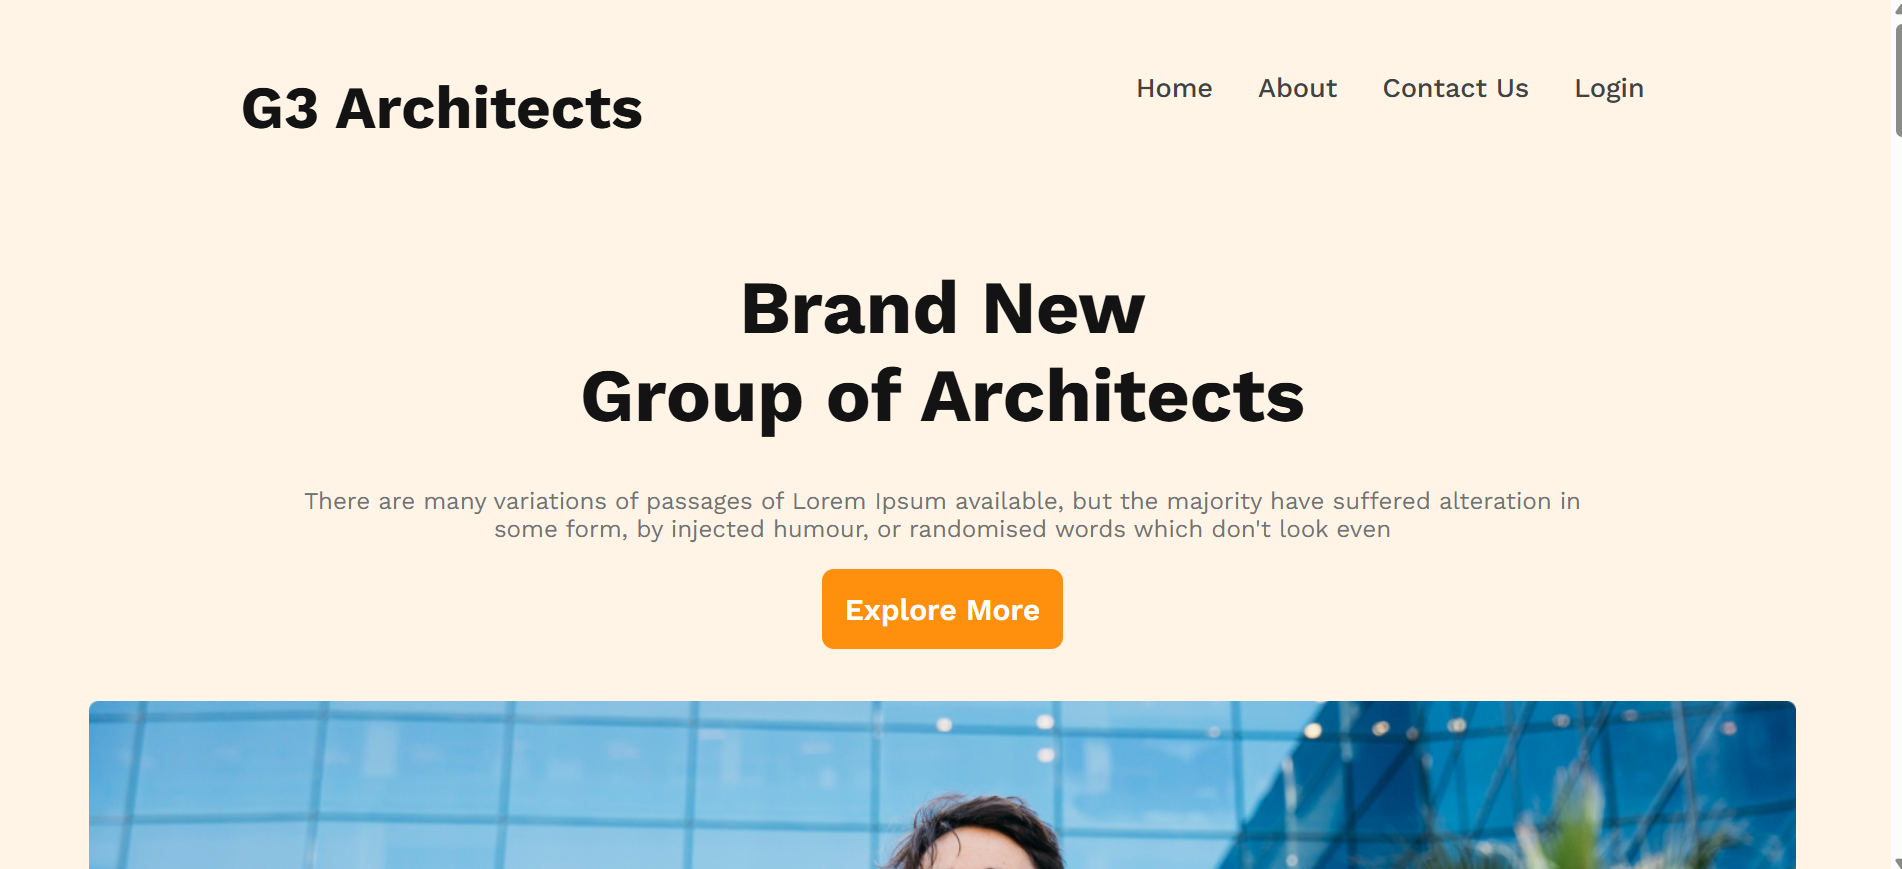 G3 Architects
Home About Contact Us Login
Brand New
Group of Architects
There are many variations of passages of Lorem Ipsum available, but the majority have suffered alteration in
some form, by injected humour, or randomised words which don't look even
Explore More